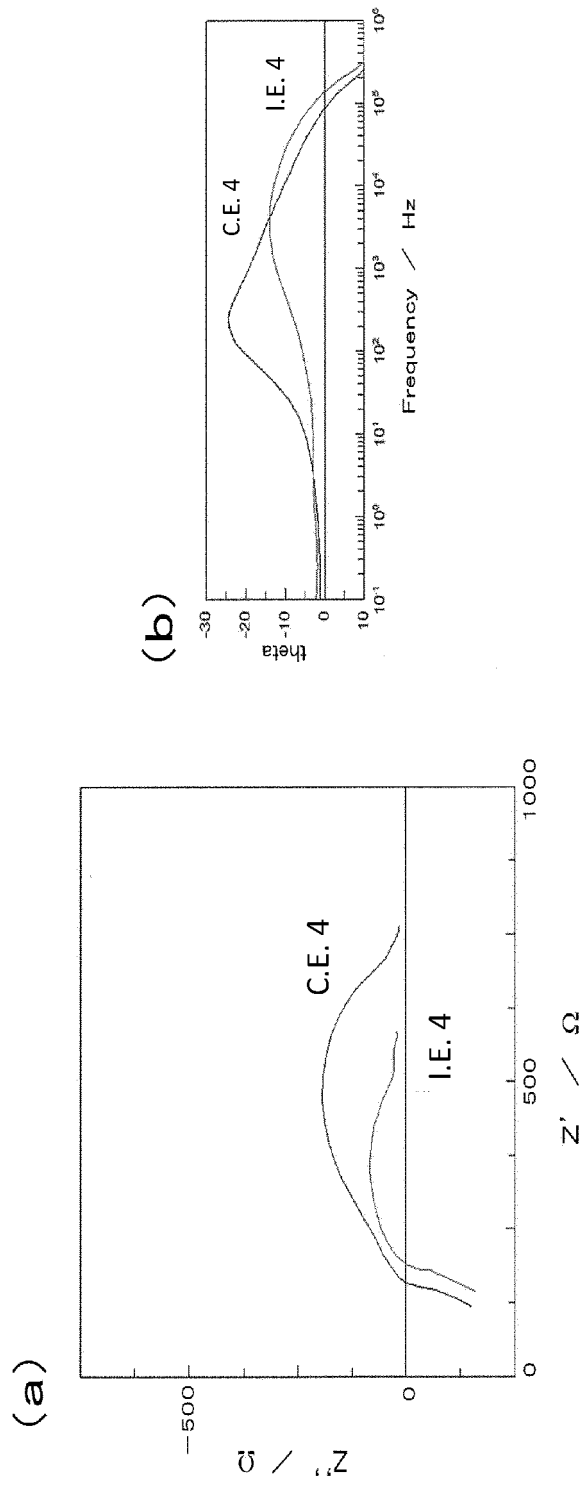 (a)
−500
0
Z'' / Ω
C.E. 4
I.E. 4
0
500
1000
Z' / Ω
(b)
-30
-20
-10
0
10
theta
C.E. 4
I.E. 4
10⁻¹
10⁰
10¹
10²
10³
10⁴
10⁵
10⁶
Frequency / Hz